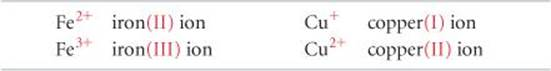 Fe²⁺ iron(II) ion Cu⁺ copper(I) ion
Fe³⁺ iron(III) ion Cu²⁺ copper(II) ion